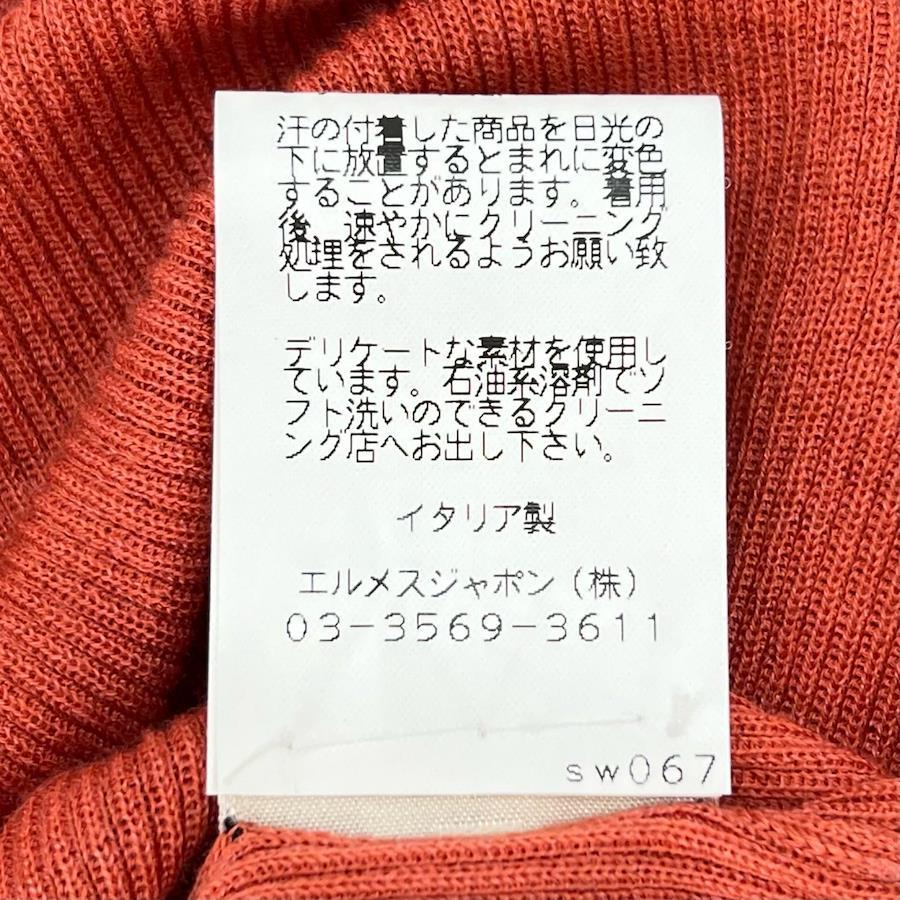 汗の付着した商品を日光の
下に放置するとまれに変色
することがあります。着用
後、速やかにクリーニング
処理をされるようお願い致
します。
デリケートな素材を使用し
ています。石油系溶剤でソ
フト洗いのできるクリーニ
ング店へお出し下さい。
イタリア製
エルメスジャポン(株)
03-3569-3611
sw067